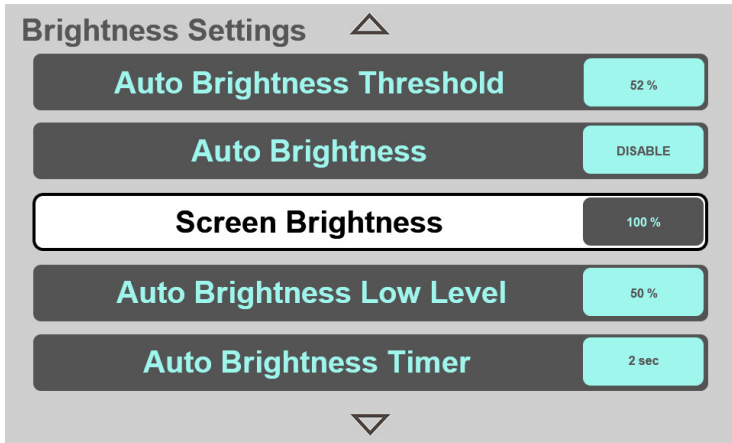 Brightness Settings
Auto Brightness Threshold 52 %
Auto Brightness DISABLE
Screen Brightness 100 %
Auto Brightness Low Level 50 %
Auto Brightness Timer 2 sec